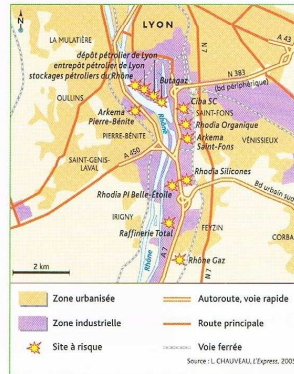 N
LYON
LA MULATIÈRE
dépôt pétrolier de Lyon
entrepôt pétrolier de Lyon
stockages pétroliers du Rhône
Butagaz
N 7
A 43
N 383
(bd périphérique)
OULLINS
Ciba SC
SAINT-FONS
Arkema
Pierre-Bénite
Rhône
Rhodia Organique
VÉNISSIEUX
PIERRE-BÉNITE
Arkema
Saint-Fons
A 450
SAINT-GENIS-
LAVAL
Rhodia Silicones
Rhodia PI Belle-Étoile
Bd urbain sud
IRIGNY
FEYZIN
Raffinerie Total
CORBAS
Rhône
A 7
N 7
Rhône Gaz
2 km
Zone urbanisée
Autoroute, voie rapide
Zone industrielle
Route principale
Site à risque
Voie ferrée
Source : L. CHAUVEAU, L'Express, 2005